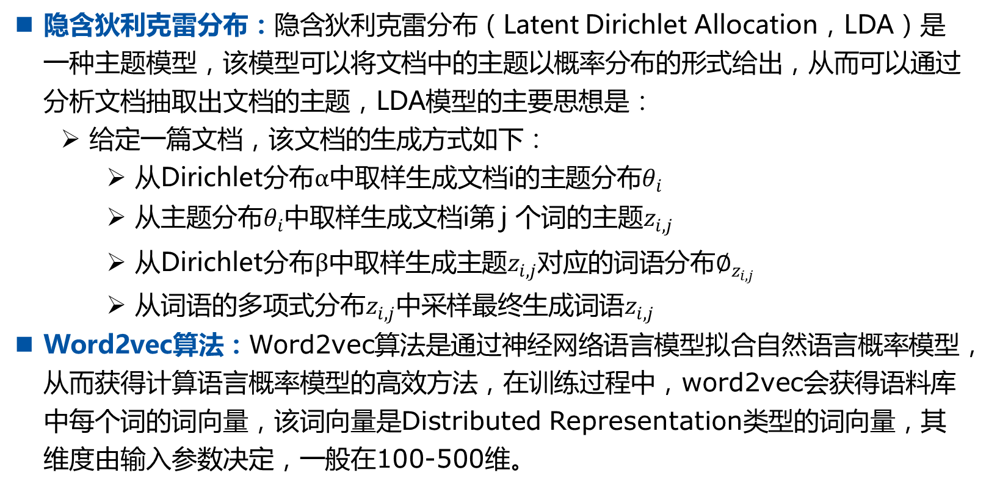 ■ 隐含狄利克雷分布：隐含狄利克雷分布（Latent Dirichlet Allocation，LDA）是
一种主题模型，该模型可以将文档中的主题以概率分布的形式给出，从而可以通过
分析文档抽取出文档的主题，LDA模型的主要思想是：
➢ 给定一篇文档，该文档的生成方式如下：
➢ 从Dirichlet分布α中取样生成文档i的主题分布θ_i
➢ 从主题分布θ_i中取样生成文档i第 j 个词的主题z_{i,j}
➢ 从Dirichlet分布β中取样生成主题z_{i,j}对应的词语分布∅_{z_{i,j}}
➢ 从词语的多项式分布z_{i,j}中采样最终生成词语z_{i,j}
■ Word2vec算法：Word2vec算法是通过神经网络语言模型拟合自然语言概率模型，
从而获得计算语言概率模型的高效方法，在训练过程中，word2vec会获得语料库
中每个词的词向量，该词向量是Distributed Representation类型的词向量，其
维度由输入参数决定，一般在100-500维。